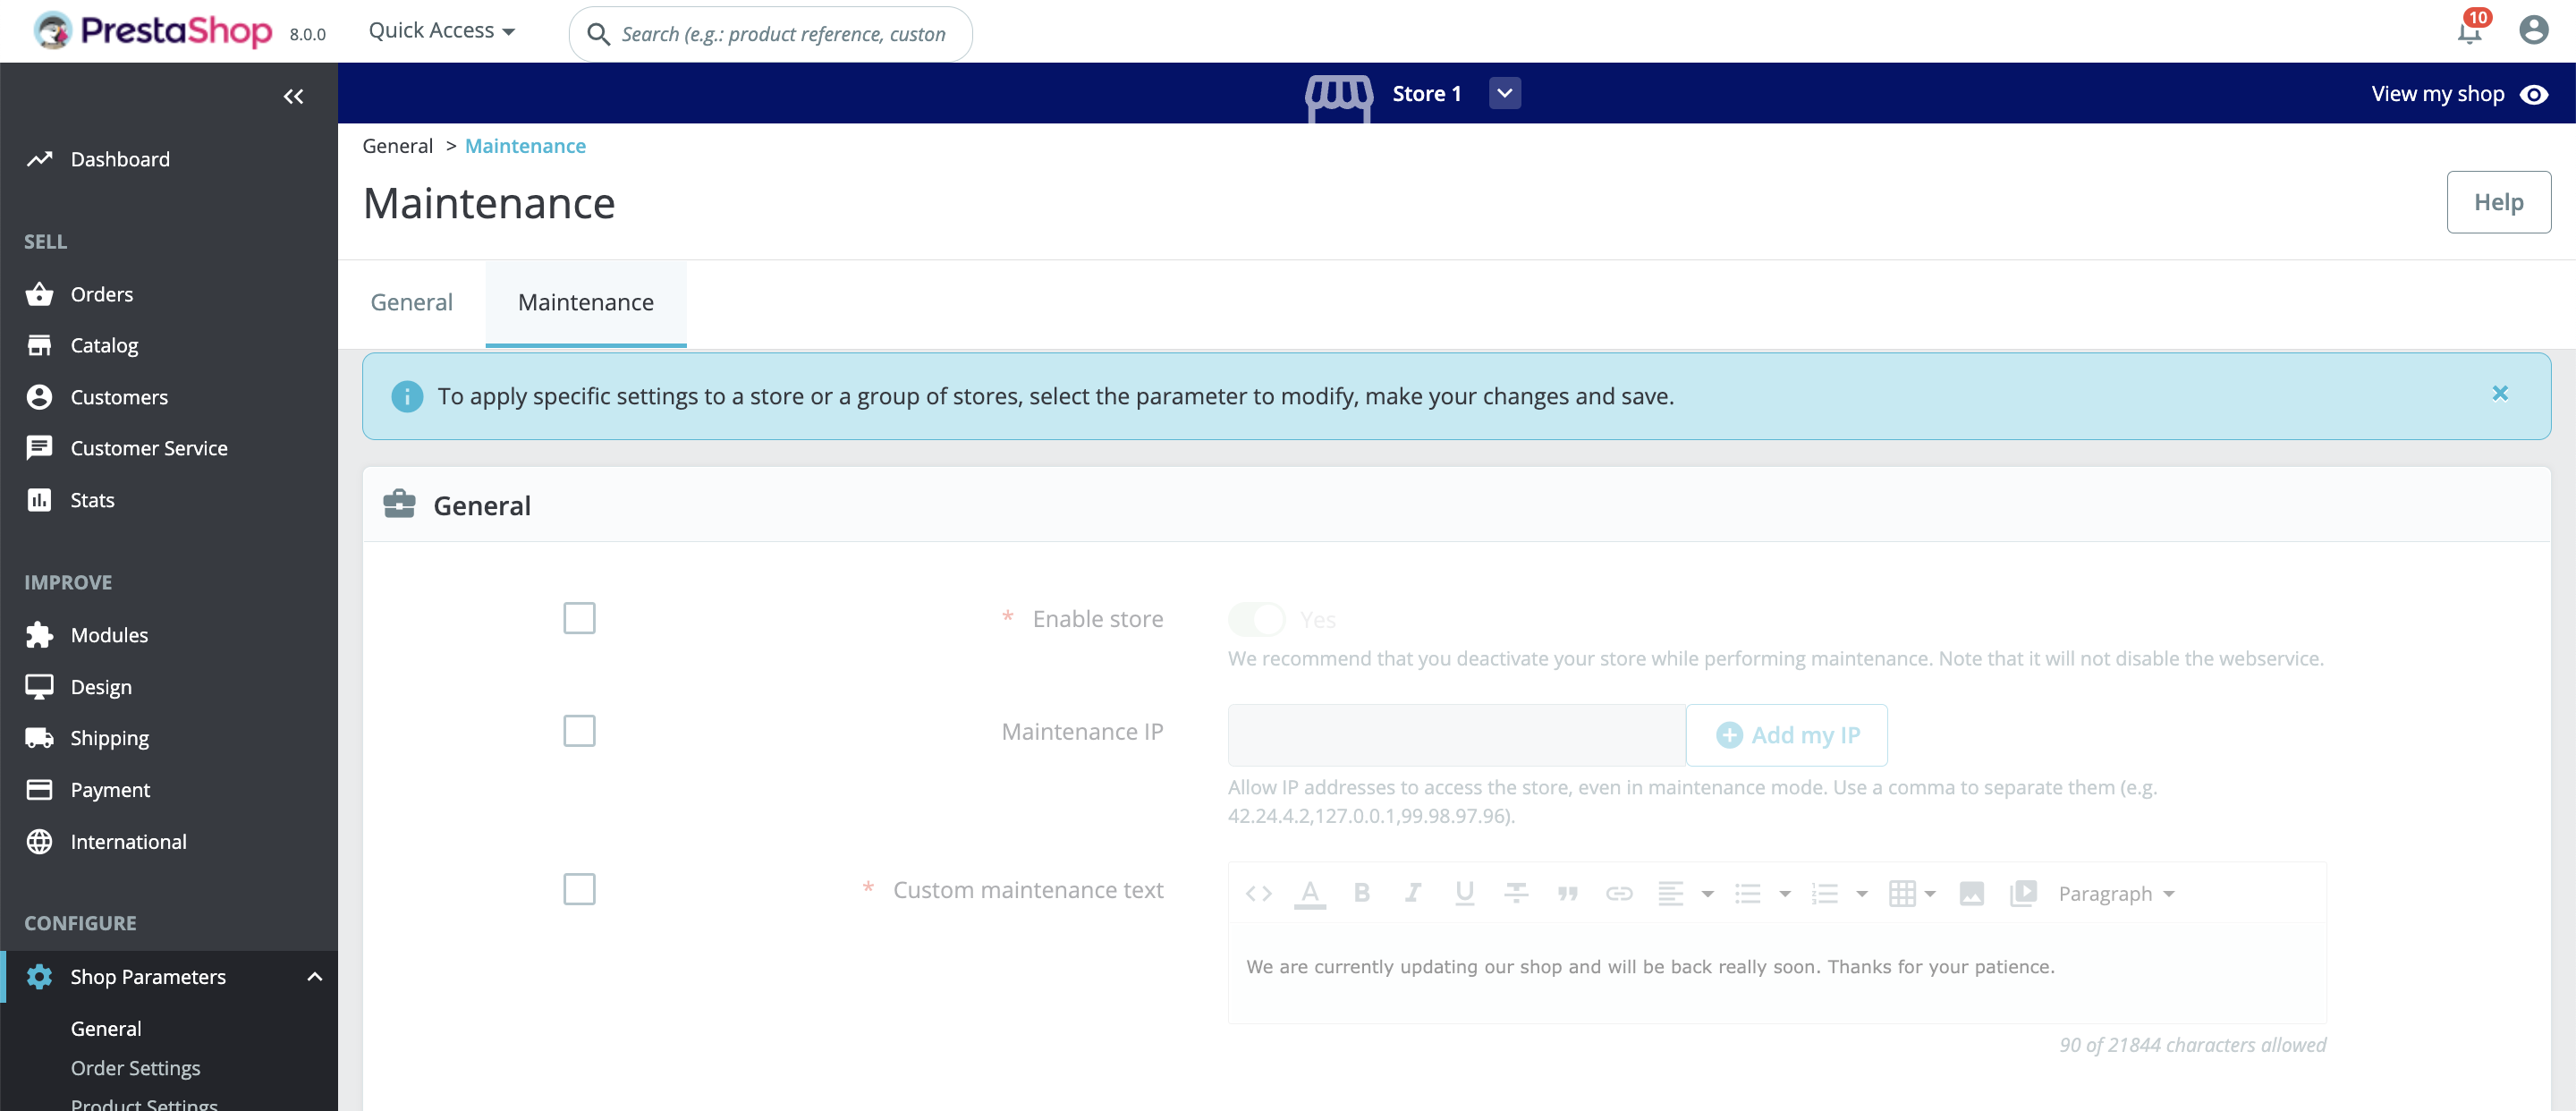 PrestaShop 8.0.0 Quick Access Search (e.g.: product reference, custon 10
Store 1 View my shop
General > Maintenance
Maintenance
Help
General Maintenance
To apply specific settings to a store or a group of stores, select the parameter to modify, make your changes and save.
Dashboard
SELL
Orders
Catalog
Customers
Customer Service
Stats
IMPROVE
Modules
Design
Shipping
Payment
International
CONFIGURE
Shop Parameters
General
Order Settings
Product Settings
General
* Enable store Yes
We recommend that you deactivate your store while performing maintenance. Note that it will not disable the webservice.
Maintenance IP Add my IP
Allow IP addresses to access the store, even in maintenance mode. Use a comma to separate them (e.g.
42.24.4.2,127.0.0.1,99.98.97.96).
* Custom maintenance text
Paragraph
We are currently updating our shop and will be back really soon. Thanks for your patience.
90 of 21844 characters allowed